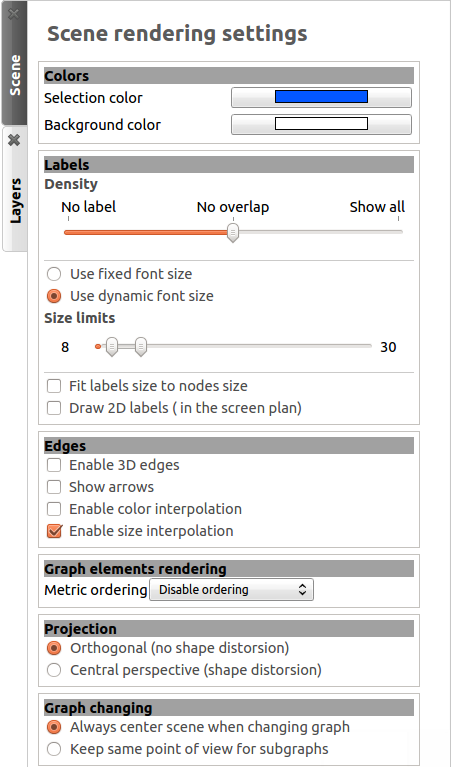 Scene rendering settings
Scene
Layers
Colors
Selection color
Background color
Labels
Density
No label No overlap Show all
Use fixed font size
Use dynamic font size
Size limits
8 30
Fit labels size to nodes size
Draw 2D labels ( in the screen plan)
Edges
Enable 3D edges
Show arrows
Enable color interpolation
Enable size interpolation
Graph elements rendering
Metric ordering Disable ordering
Projection
Orthogonal (no shape distorsion)
Central perspective (shape distorsion)
Graph changing
Always center scene when changing graph
Keep same point of view for subgraphs